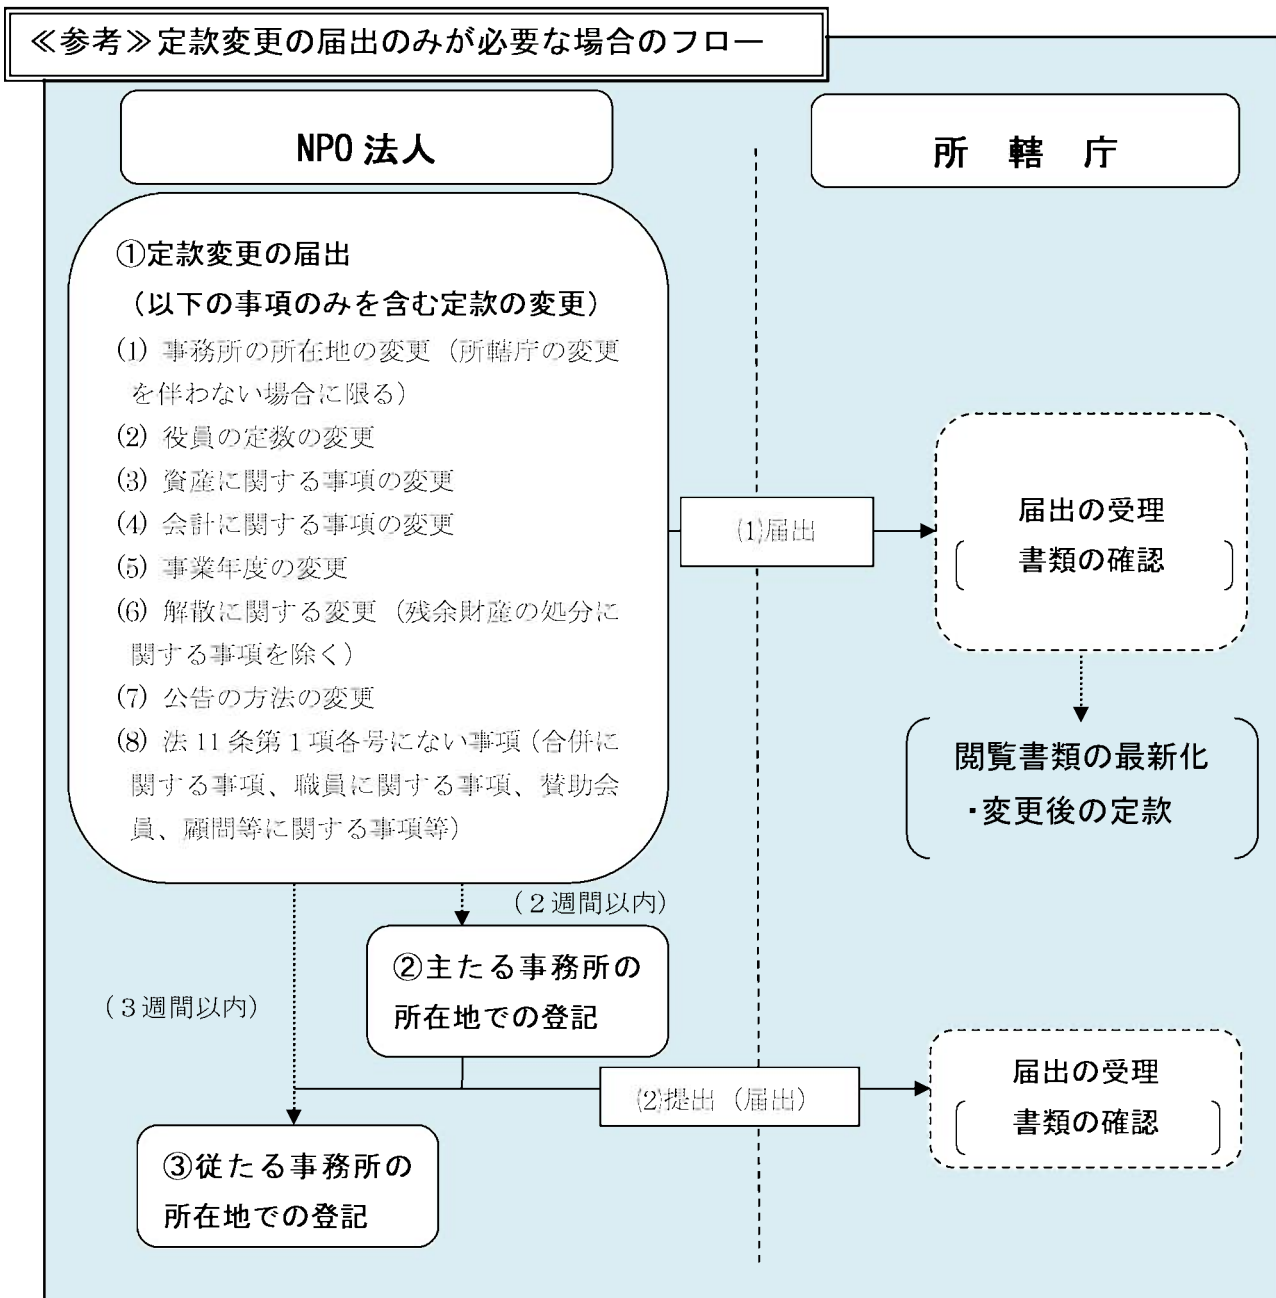 ≪参考≫定款変更の届出のみが必要な場合のフロー
NPO 法人
所 轄 庁
①定款変更の届出
（以下の事項のみを含む定款の変更）
(1) 事務所の所在地の変更（所轄庁の変更
を伴わない場合に限る）
(2) 役員の定数の変更
(3) 資産に関する事項の変更
(4) 会計に関する事項の変更
(5) 事業年度の変更
(6) 解散に関する変更（残余財産の処分に
関する事項を除く）
(7) 公告の方法の変更
(8) 法 11 条第 1 項各号にない事項（合併に
関する事項、職員に関する事項、賛助会
員、顧問等に関する事項等）
(1)届出
届出の受理
書類の確認
閲覧書類の最新化
・変更後の定款
（２週間以内）
②主たる事務所の
所在地での登記
（３週間以内）
(2)提出（届出）
届出の受理
書類の確認
③従たる事務所の
所在地での登記